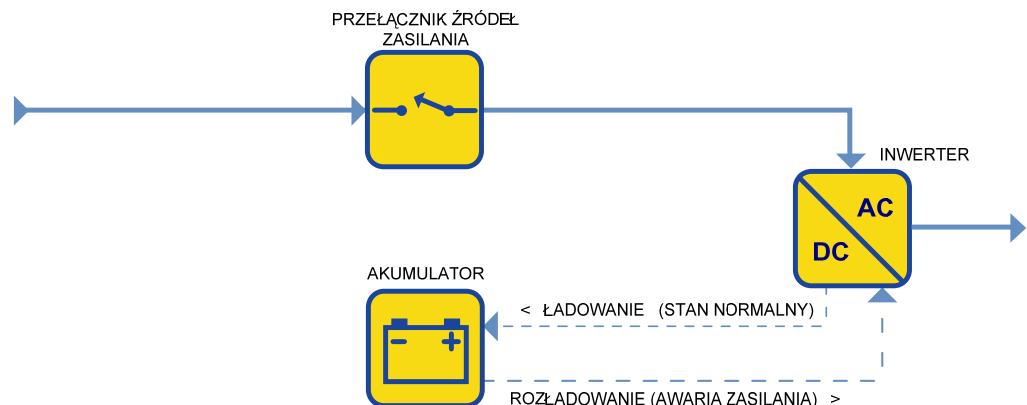 PRZEŁĄCZNIK ŹRÓDEŁ
ZASILANIA
INWERTER
AC
DC
AKUMULATOR
< ŁADOWANIE (STAN NORMALNY)
- +
ROZŁADOWANIE (AWARIA ZASILANIA) >